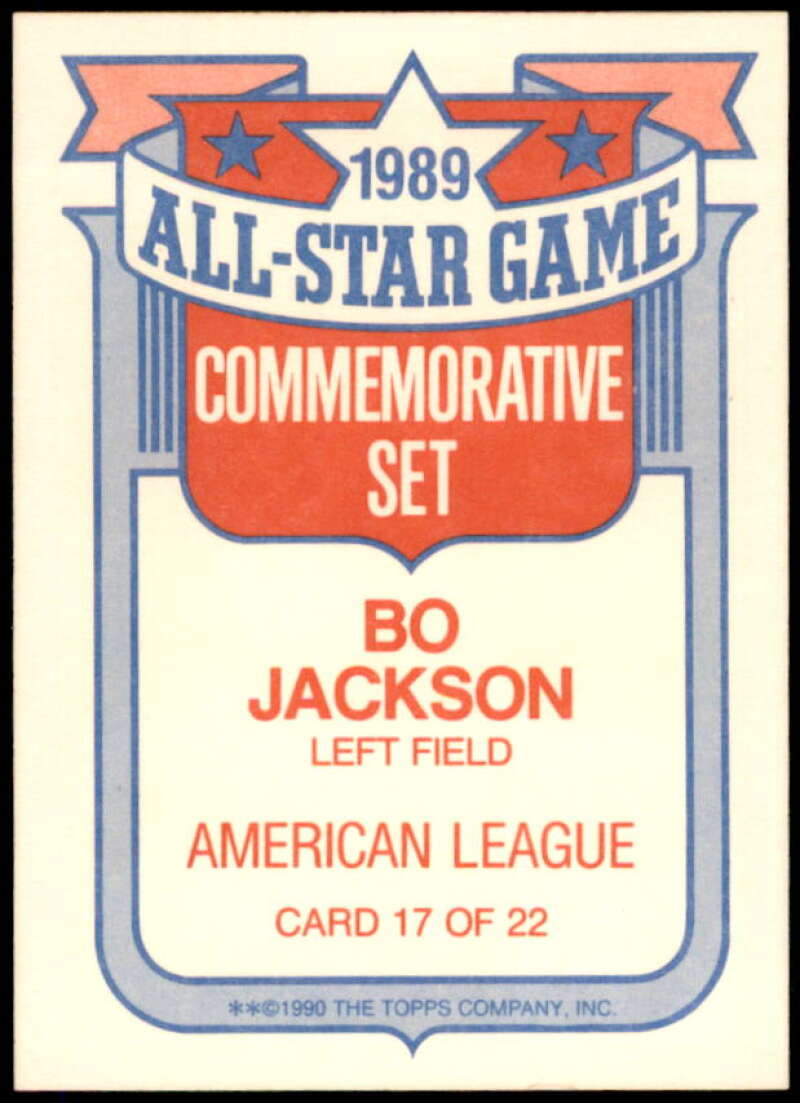 1989
ALL-STAR GAME
COMMEMORATIVE
SET
BO
JACKSON
LEFT FIELD
AMERICAN LEAGUE
CARD 17 OF 22
**©1990 THE TOPPS COMPANY, INC.